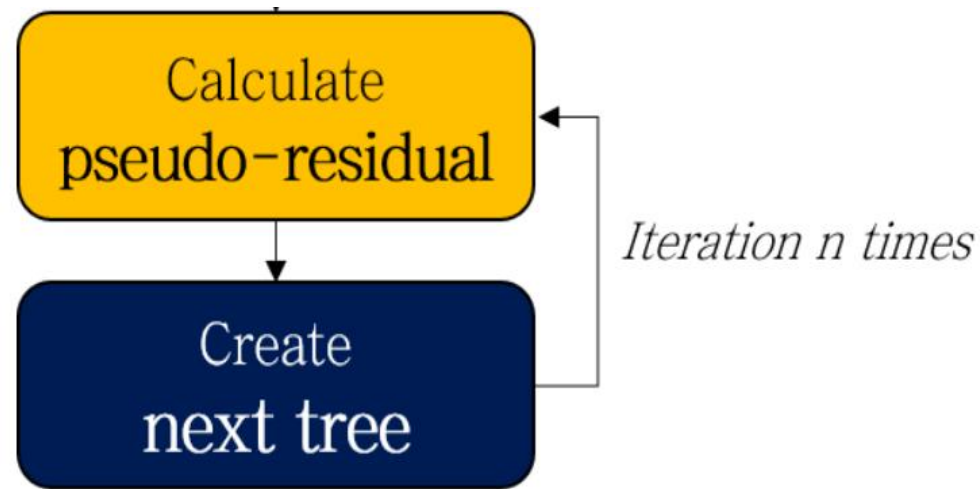 Calculate
pseudo-residual
Iteration n times
Create
next tree